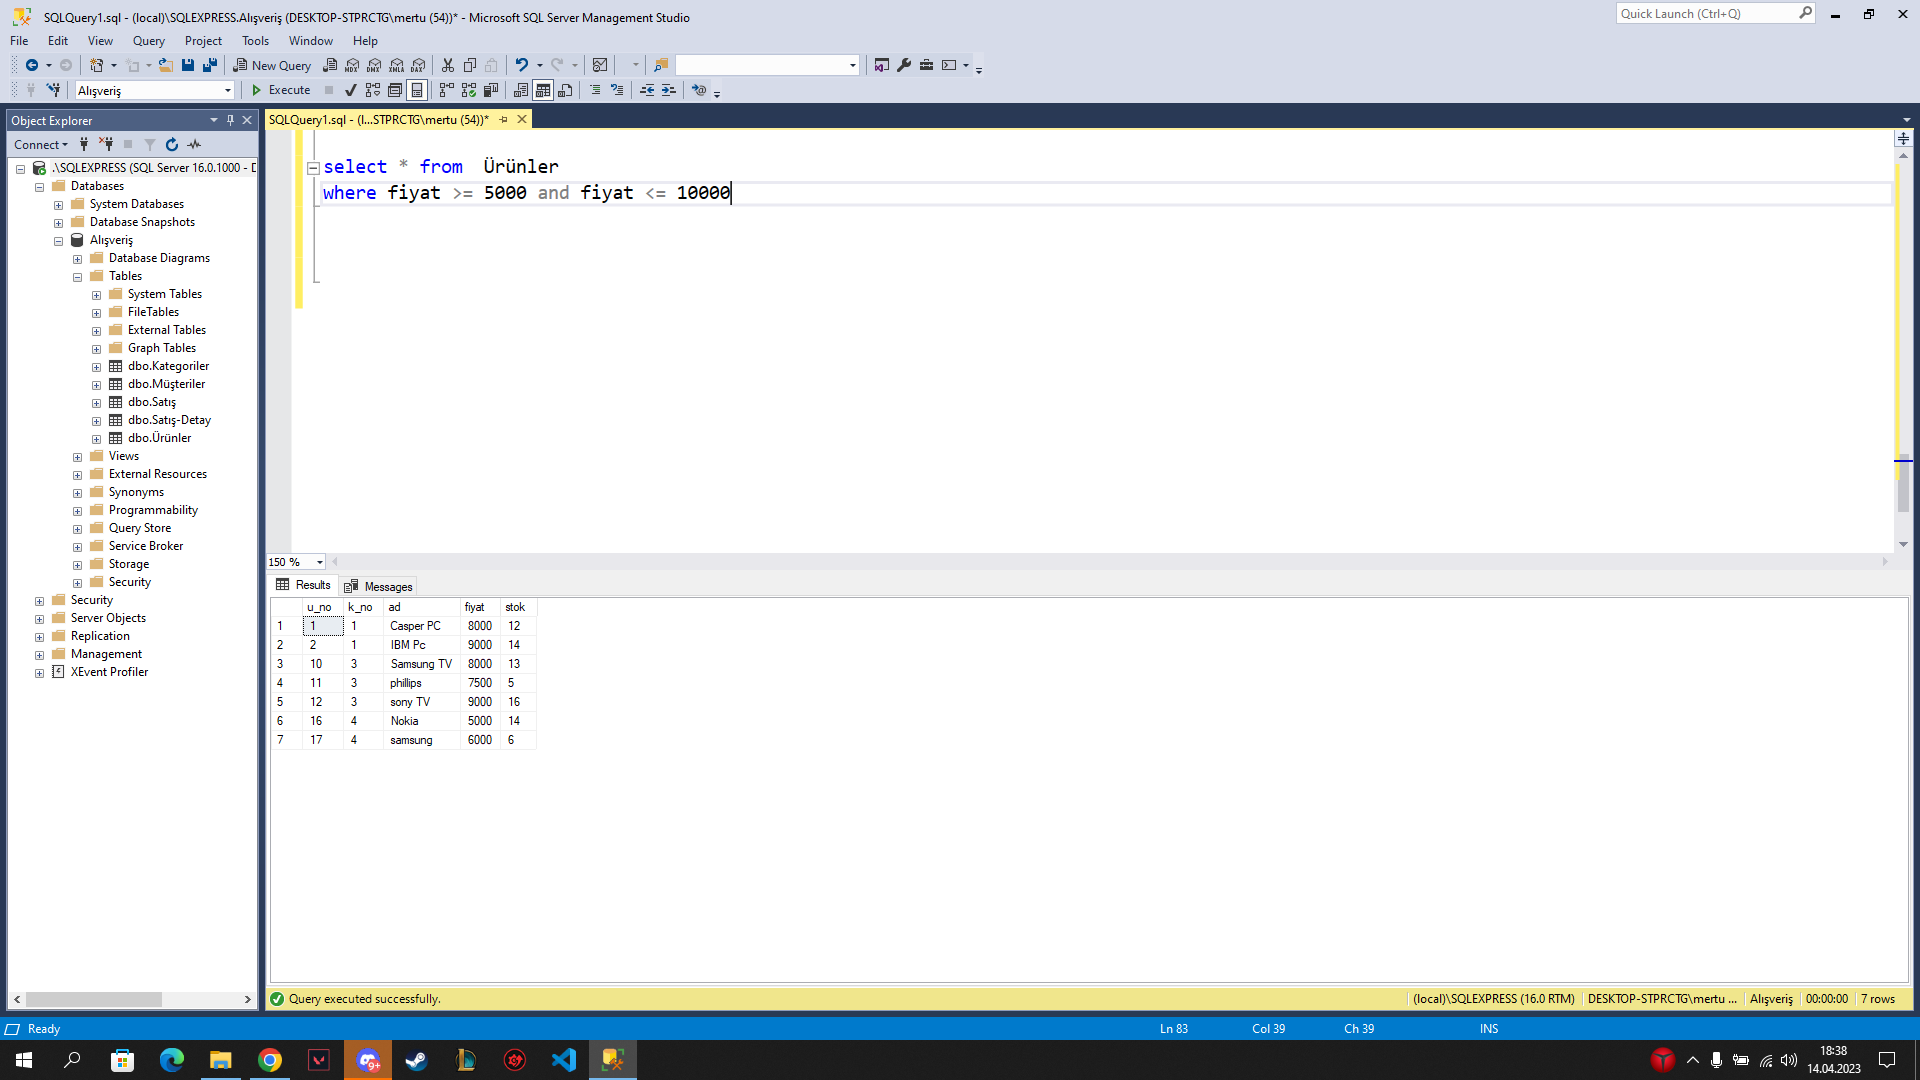 SQLQuery1.sql - (local)\SQLEXPRESS.Alışveriş (DESKTOP-STPRCTG\mertu (54))* - Microsoft SQL Server Management Studio
Quick Launch (Ctrl+Q)
File Edit View Query Project Tools Window Help
New Query MDX DMX XMLA DAX
Alışveriş Execute
Object Explorer
Connect
.\SQLEXPRESS (SQL Server 16.0.1000 - D
Databases
System Databases
Database Snapshots
Alışveriş
Database Diagrams
Tables
System Tables
FileTables
External Tables
Graph Tables
dbo.Kategoriler
dbo.Müşteriler
dbo.Satış
dbo.Satış-Detay
dbo.Ürünler
Views
External Resources
Synonyms
Programmability
Query Store
Service Broker
Storage
Security
Security
Server Objects
Replication
Management
XEvent Profiler
SQLQuery1.sql - (l...STPRCTG\mertu (54))*
select * from  Ürünler
where fiyat >= 5000 and fiyat <= 10000
150 %
Results Messages
u_no k_no ad fiyat stok
1 1 1 Casper PC 8000 12
2 2 1 IBM Pc 9000 14
3 10 3 Samsung TV 8000 13
4 11 3 phillips 7500 5
5 12 3 sony TV 9000 16
6 16 4 Nokia 5000 14
7 17 4 samsung 6000 6
Query executed successfully. (local)\SQLEXPRESS (16.0 RTM) DESKTOP-STPRCTG\mertu ... Alışveriş 00:00:00 7 rows
Ready Ln 83 Col 39 Ch 39 INS
9+
18:38
14.04.2023